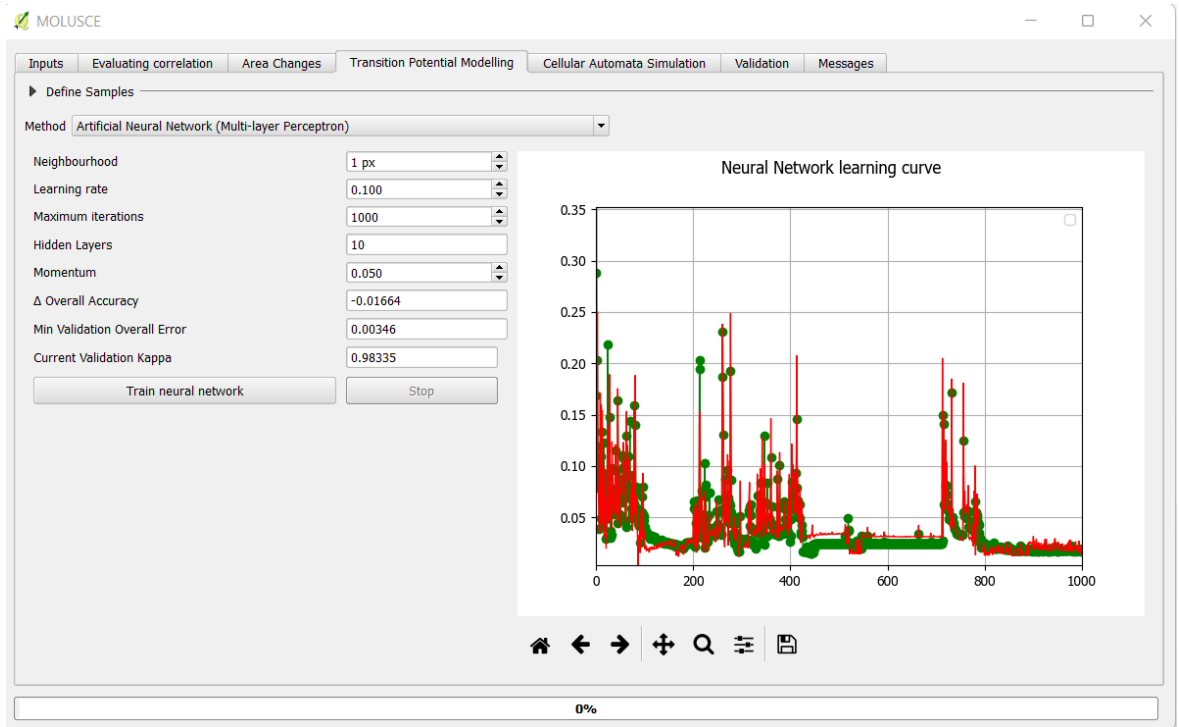 MOLUSCE
Inputs Evaluating correlation Area Changes Transition Potential Modelling Cellular Automata Simulation Validation Messages
Define Samples
Method Artificial Neural Network (Multi-layer Perceptron)
Neighbourhood 1 px
Learning rate 0.100
Maximum iterations 1000
Hidden Layers 10
Momentum 0.050
Δ Overall Accuracy -0.01664
Min Validation Overall Error 0.00346
Current Validation Kappa 0.98335
Train neural network Stop
Neural Network learning curve
0.35
0.30
0.25
0.20
0.15
0.10
0.05
0 200 400 600 800 1000
0%